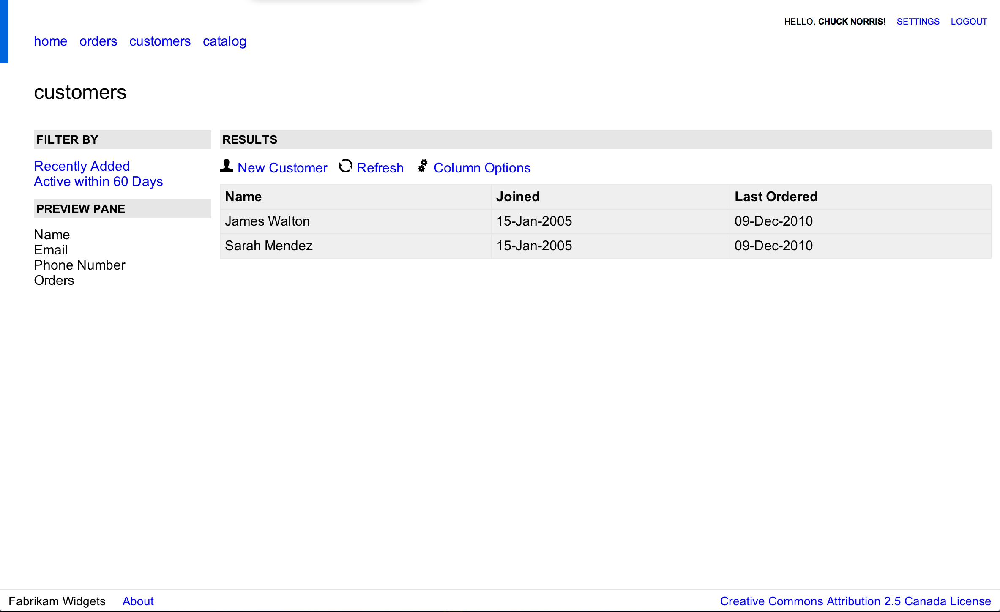 HELLO, CHUCK NORRIS! SETTINGS LOGOUT
home orders customers catalog
customers
FILTER BY
Recently Added
Active within 60 Days
PREVIEW PANE
Name
Email
Phone Number
Orders
RESULTS
New Customer Refresh Column Options
Name Joined Last Ordered
James Walton 15-Jan-2005 09-Dec-2010
Sarah Mendez 15-Jan-2005 09-Dec-2010
Fabrikam Widgets About Creative Commons Attribution 2.5 Canada License